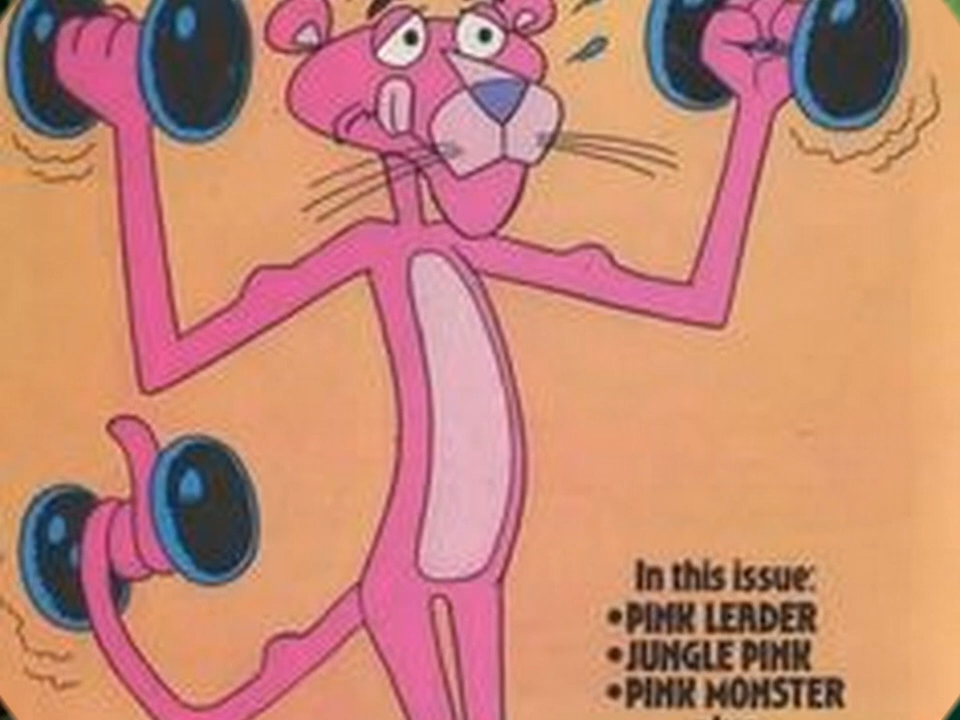 In this issue:
•PINK LEADER
•JUNGLE PINK
•PINK MONSTER